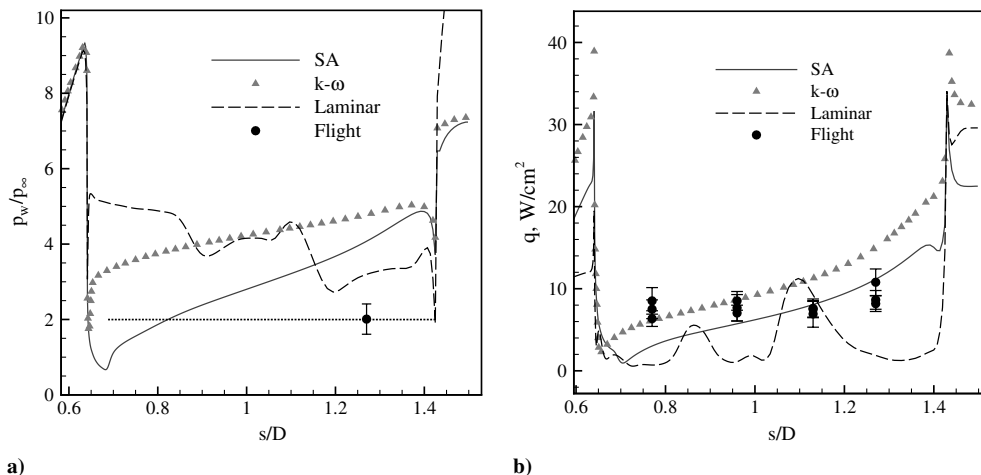 10
8
6
4
2
0
0.6
0.8
1
1.2
1.4
p_w/p_∞
s/D
SA
k-ω
Laminar
Flight
a)
40
30
20
10
0
0.6
0.8
1
1.2
1.4
q, W/cm²
s/D
SA
k-ω
Laminar
Flight
b)